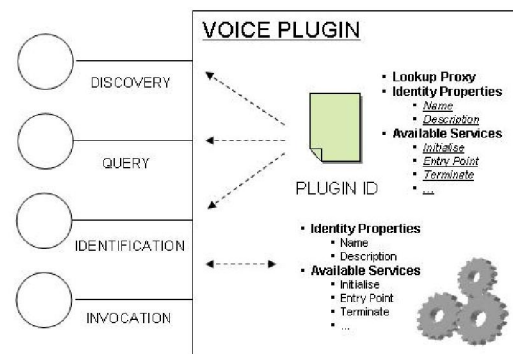 VOICE PLUGIN
DISCOVERY
QUERY
IDENTIFICATION
INVOCATION
PLUGIN ID
▪ Lookup Proxy
▪ Identity Properties
▪ Name
▪ Description
▪ Available Services
▪ Initialise
▪ Entry Point
▪ Terminate
▪ ...
▪ Identity Properties
▪ Name
▪ Description
▪ Available Services
▪ Initialise
▪ Entry Point
▪ Terminate
▪ ...